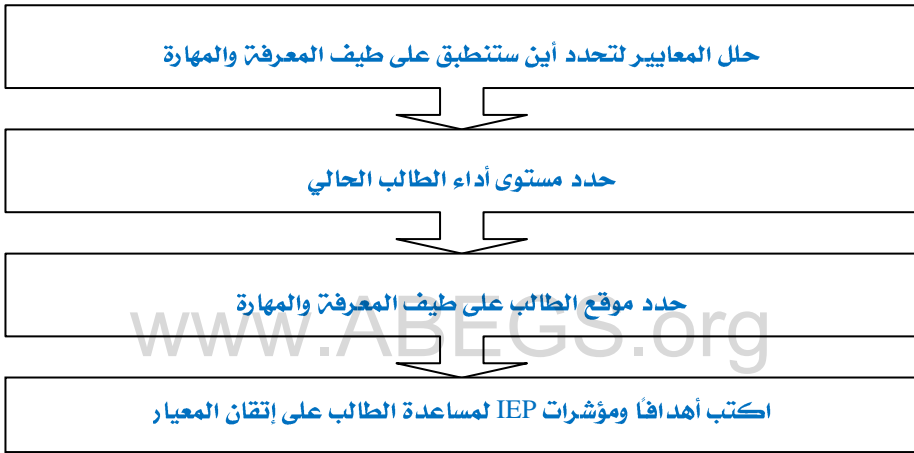 حلل المعايير لتحدد أين ستنطبق على طيف المعرفة والمهارة
حدد مستوى أداء الطالب الحالي
حدد موقع الطالب على طيف المعرفة والمهارة
www.ABEGS.org
اكتب أهدافًا ومؤشرات IEP لمساعدة الطالب على إتقان المعيار